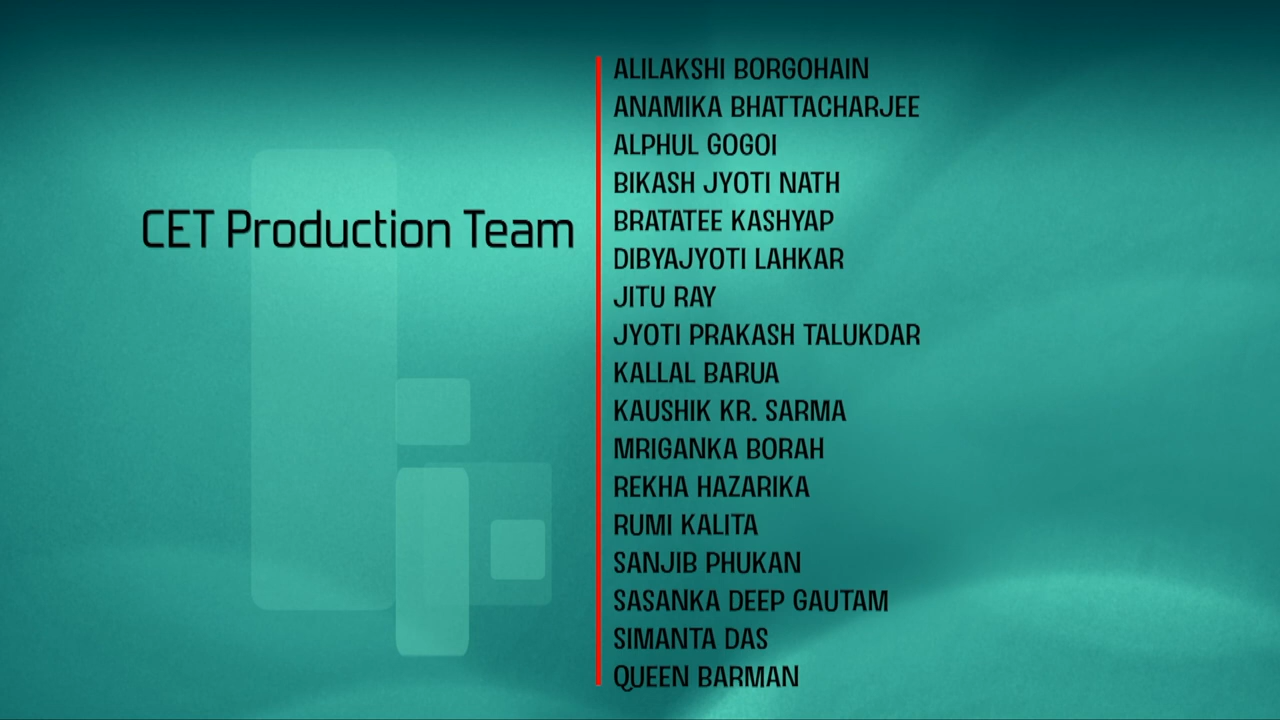 CET Production Team
ALILAKSHI BORGOHAIN
ANAMIKA BHATTACHARJEE
ALPHUL GOGOI
BIKASH JYOTI NATH
BRATATEE KASHYAP
DIBYAJYOTI LAHKAR
JITU RAY
JYOTI PRAKASH TALUKDAR
KALLAL BARUA
KAUSHIK KR. SARMA
MRIGANKA BORAH
REKHA HAZARIKA
RUMI KALITA
SANJIB PHUKAN
SASANKA DEEP GAUTAM
SIMANTA DAS
QUEEN BARMAN